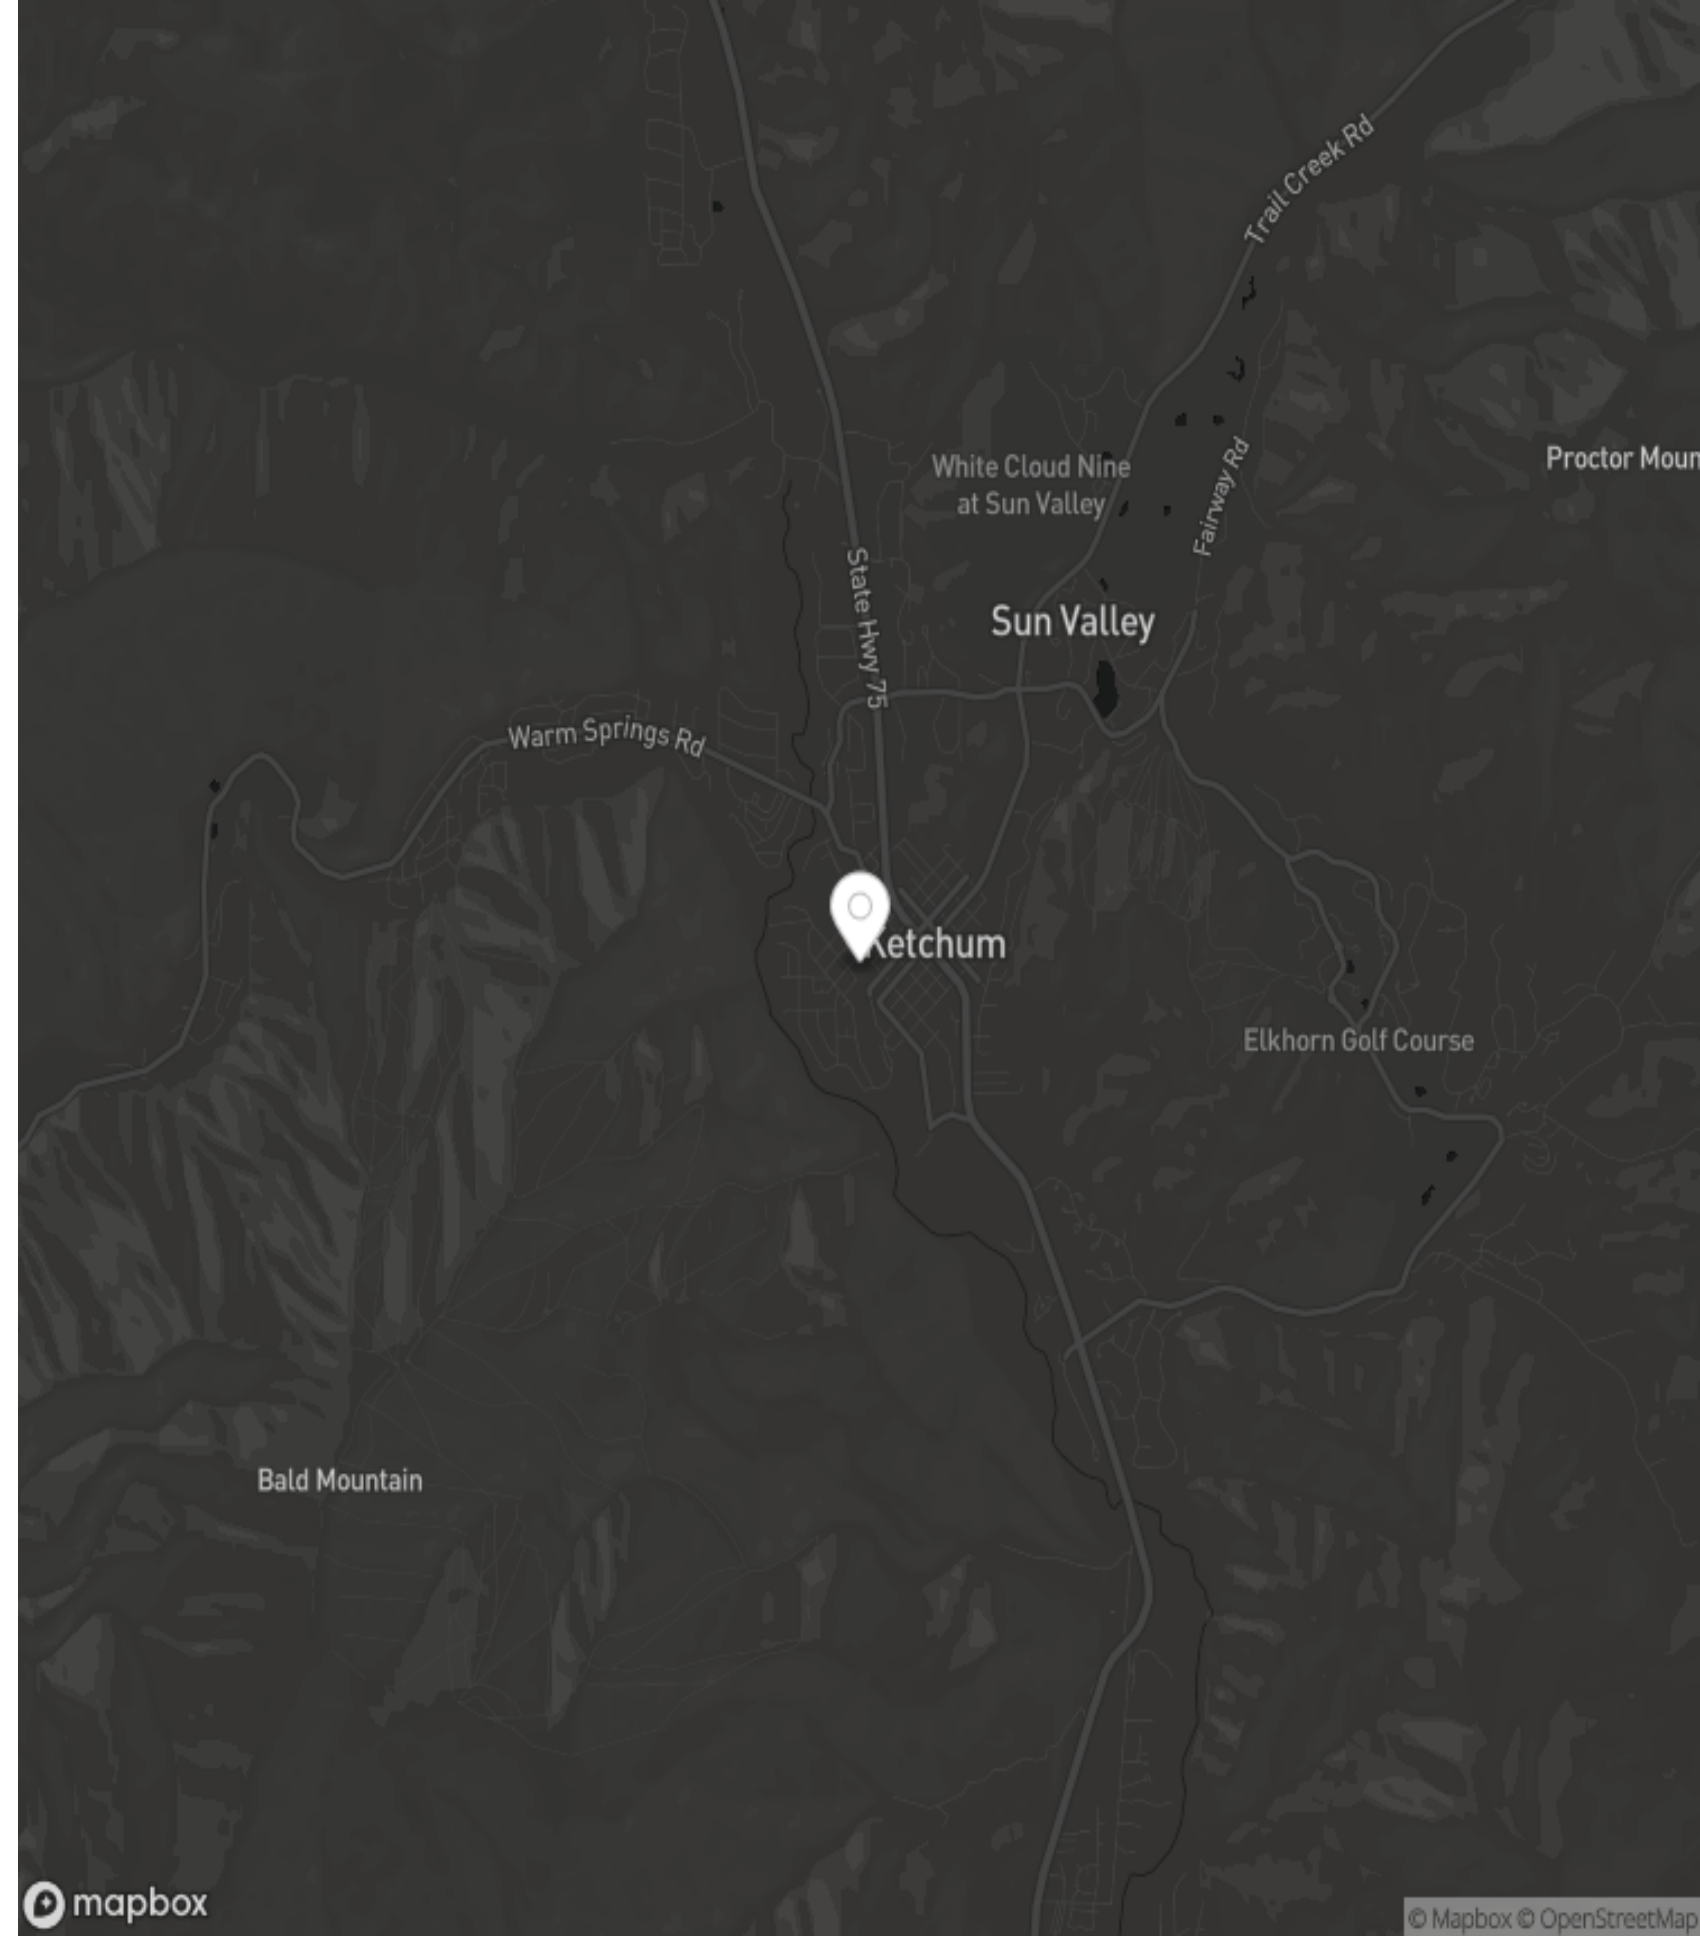 Trail Creek Rd
White Cloud Nine
at Sun Valley
Fairway Rd
Proctor Moun
State Hwy 75
Sun Valley
Warm Springs Rd
Ketchum
Elkhorn Golf Course
Bald Mountain
mapbox
© Mapbox © OpenStreetMap